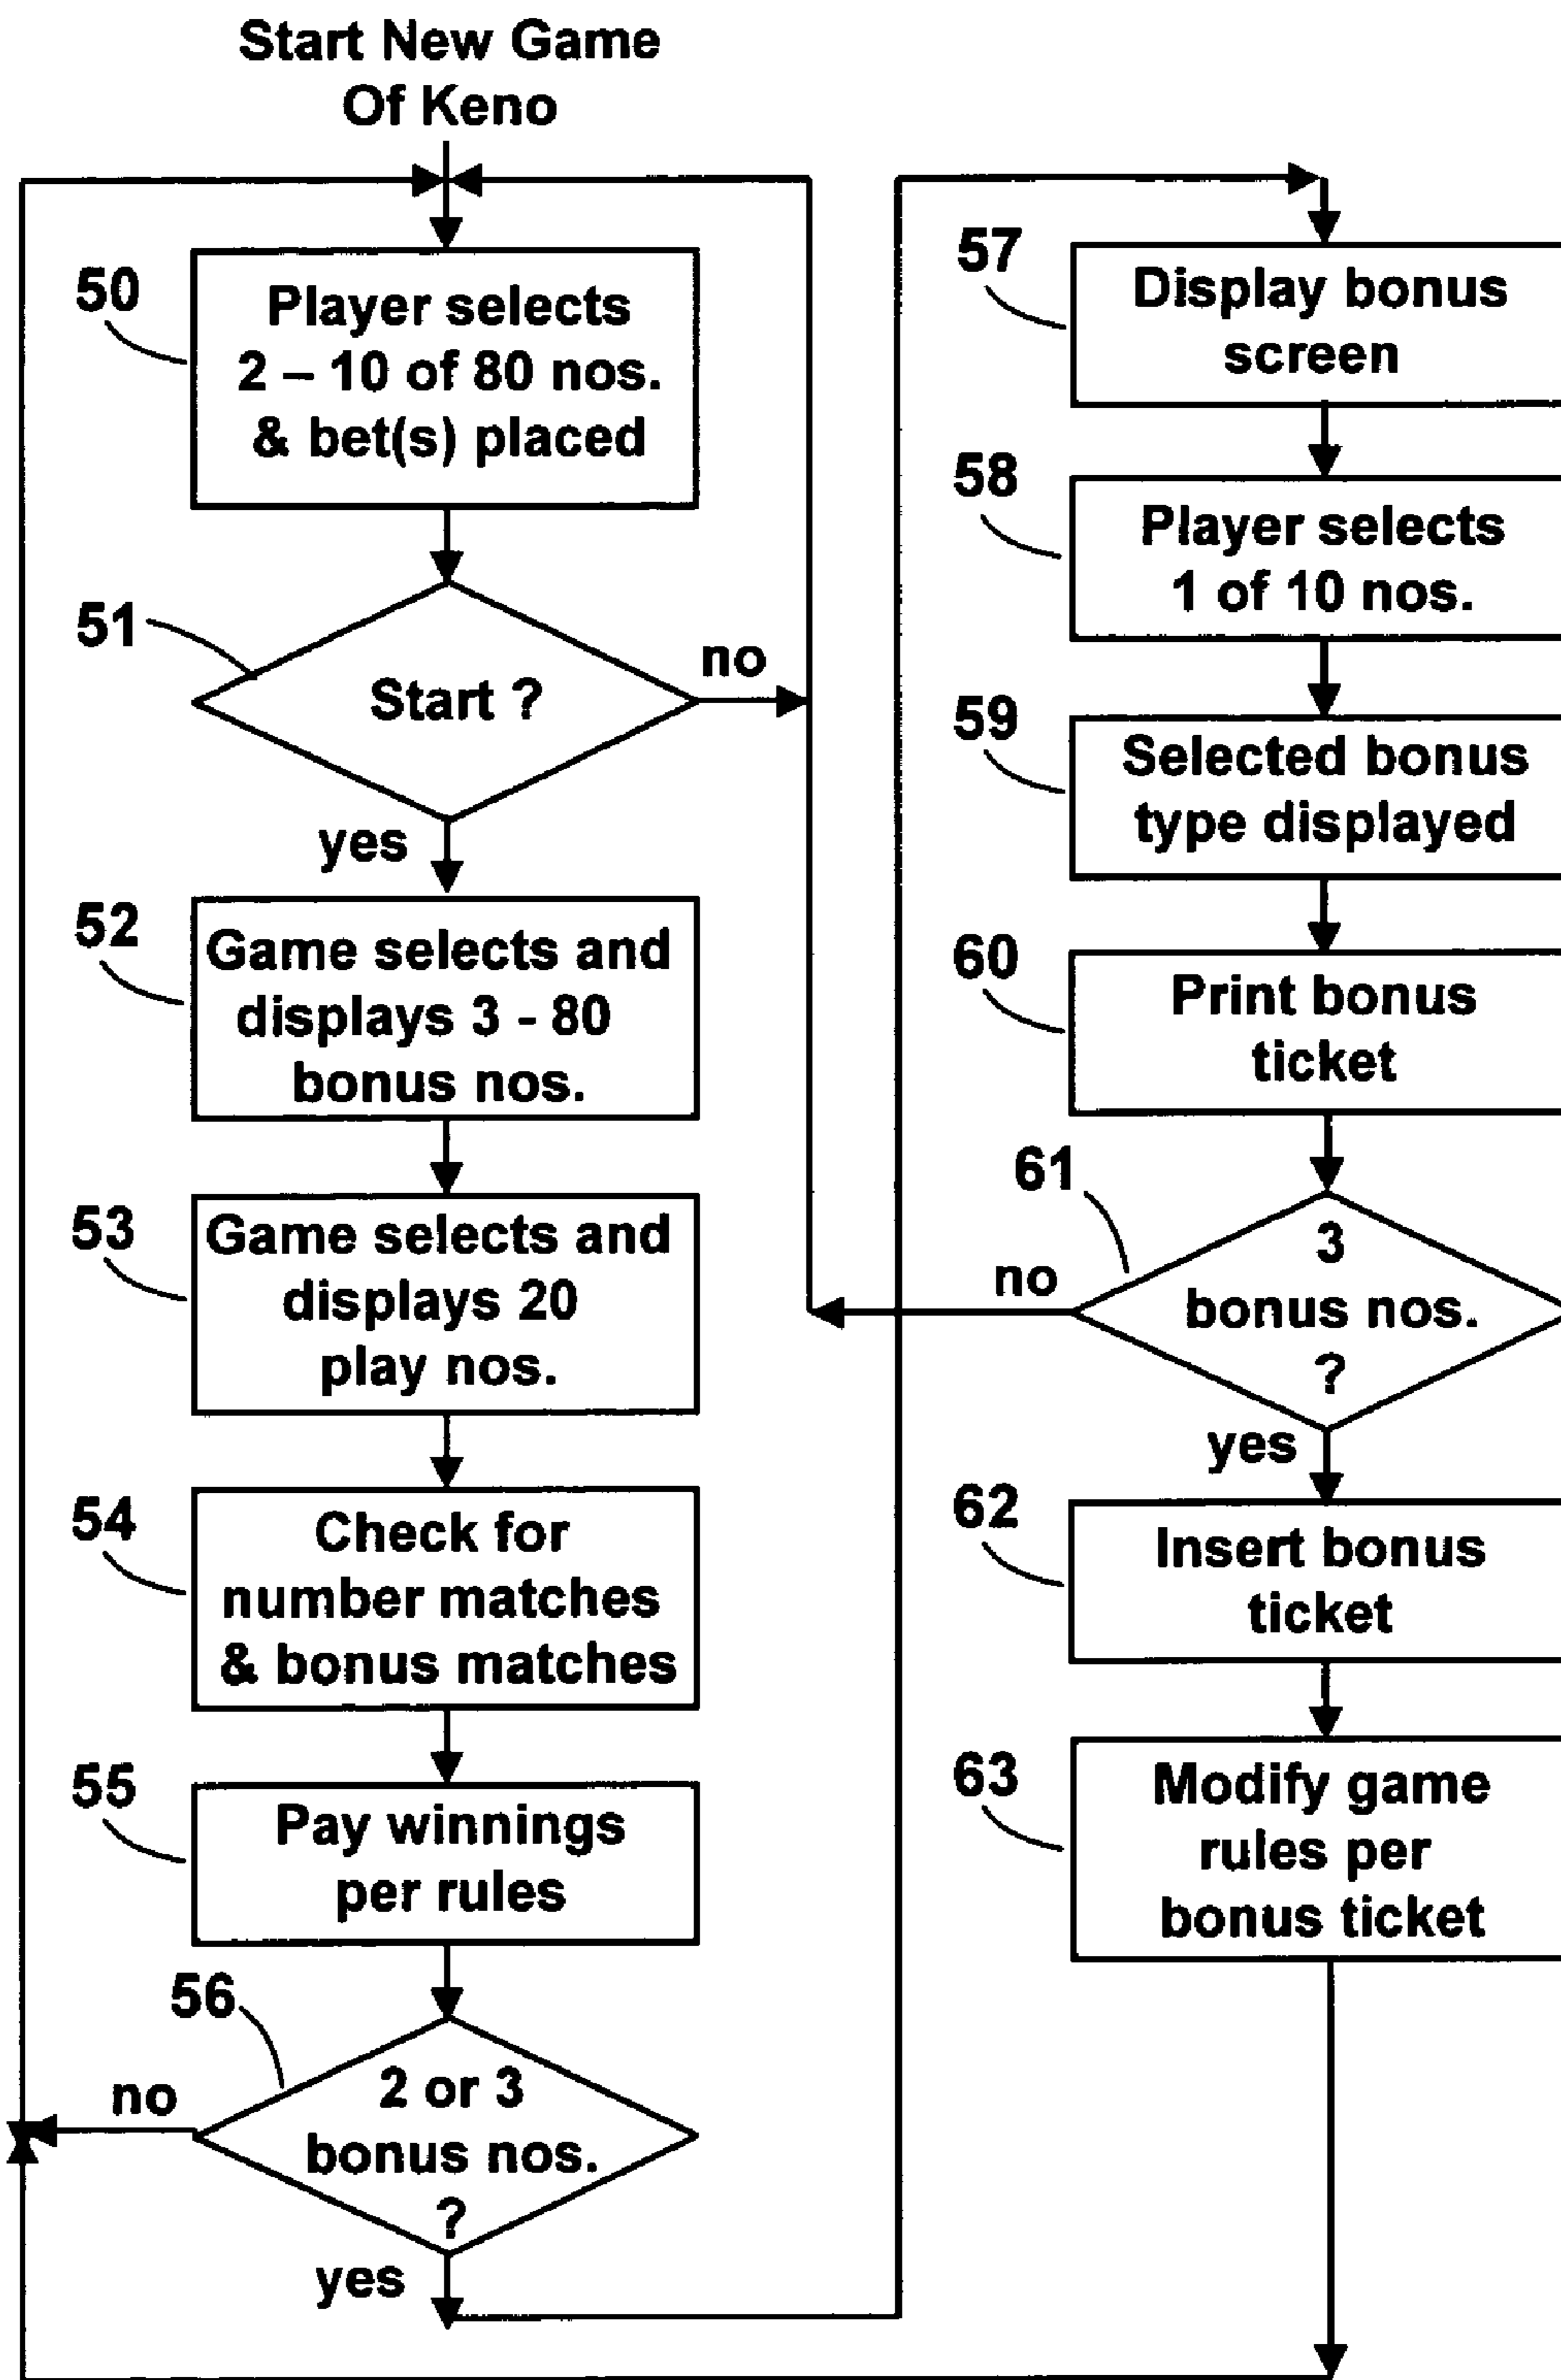 Start New Game
Of Keno
50
Player selects
2 – 10 of 80 nos.
& bet(s) placed
51
Start ?
no
yes
52
Game selects and
displays 3 - 80
bonus nos.
53
Game selects and
displays 20
play nos.
54
Check for
number matches
& bonus matches
55
Pay winnings
per rules
56
2 or 3
bonus nos.
?
no
yes
57
Display bonus
screen
58
Player selects
1 of 10 nos.
59
Selected bonus
type displayed
60
Print bonus
ticket
61
3
bonus nos.
?
no
yes
62
Insert bonus
ticket
63
Modify game
rules per
bonus ticket